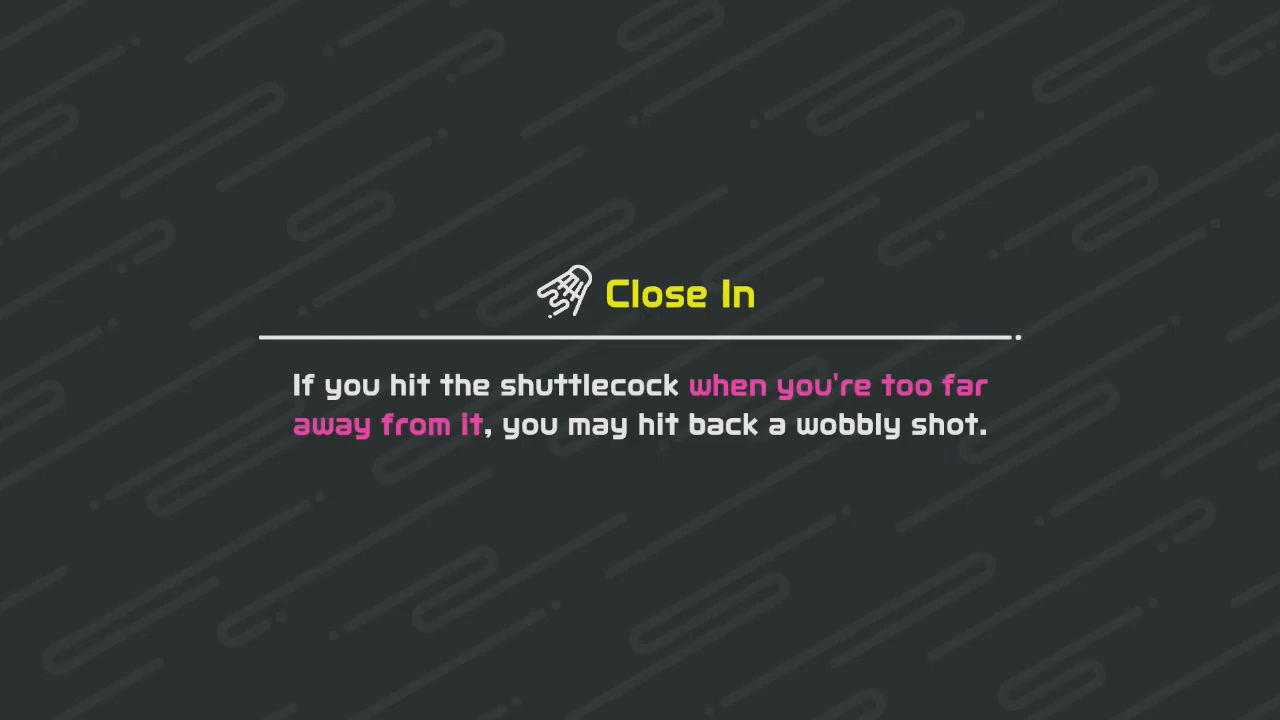 Close In
If you hit the shuttlecock when you're too far
away from it, you may hit back a wobbly shot.